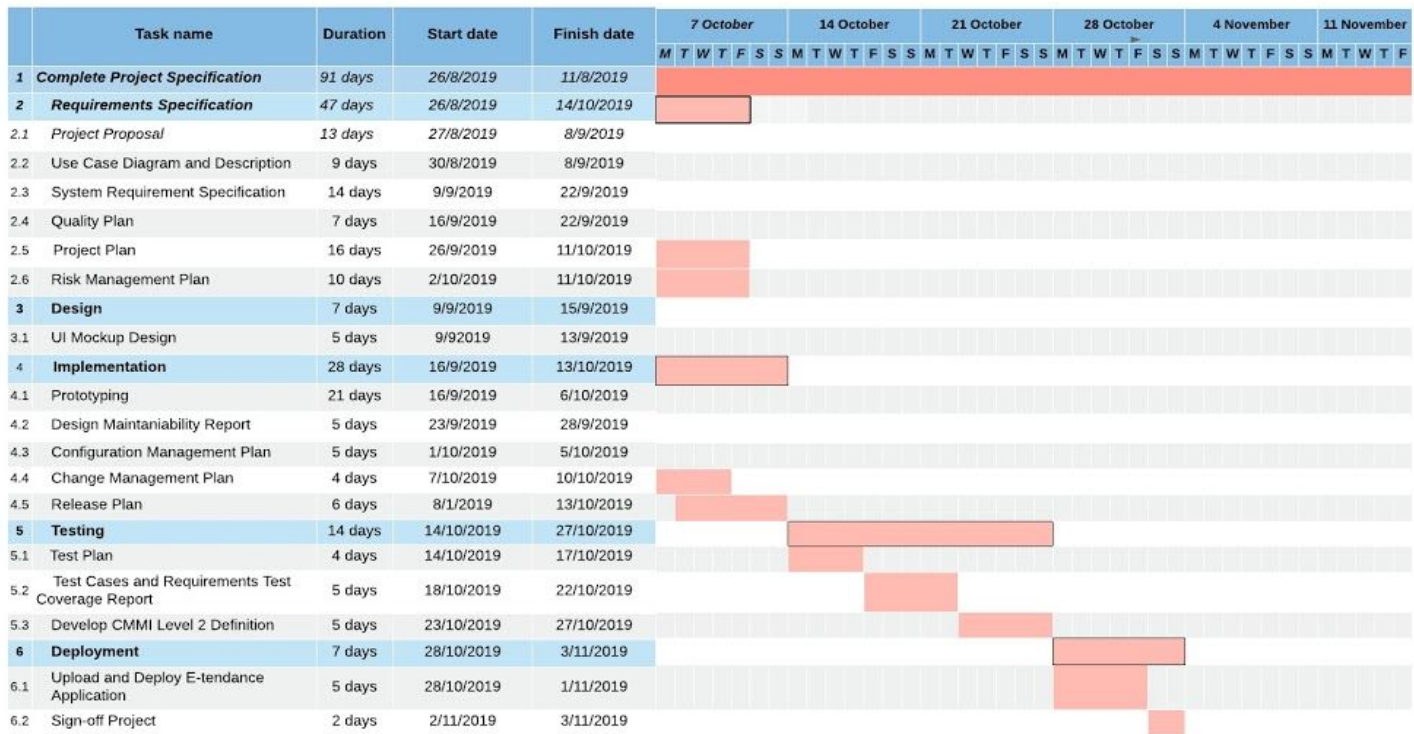 Task name Duration Start date Finish date 7 October 14 October 21 October 28 October 4 November 11 November
M T W T F S S M T W T F S S M T W T F S S M T W T F S S M T W T F S S M T W T F
1 Complete Project Specification 91 days 26/8/2019 11/8/2019
2 Requirements Specification 47 days 26/8/2019 14/10/2019
2.1 Project Proposal 13 days 27/8/2019 8/9/2019
2.2 Use Case Diagram and Description 9 days 30/8/2019 8/9/2019
2.3 System Requirement Specification 14 days 9/9/2019 22/9/2019
2.4 Quality Plan 7 days 16/9/2019 22/9/2019
2.5 Project Plan 16 days 26/9/2019 11/10/2019
2.6 Risk Management Plan 10 days 2/10/2019 11/10/2019
3 Design 7 days 9/9/2019 15/9/2019
3.1 UI Mockup Design 5 days 9/92019 13/9/2019
4 Implementation 28 days 16/9/2019 13/10/2019
4.1 Prototyping 21 days 16/9/2019 6/10/2019
4.2 Design Maintaniability Report 5 days 23/9/2019 28/9/2019
4.3 Configuration Management Plan 5 days 1/10/2019 5/10/2019
4.4 Change Management Plan 4 days 7/10/2019 10/10/2019
4.5 Release Plan 6 days 8/1/2019 13/10/2019
5 Testing 14 days 14/10/2019 27/10/2019
5.1 Test Plan 4 days 14/10/2019 17/10/2019
5.2 Test Cases and Requirements Test
Coverage Report 5 days 18/10/2019 22/10/2019
5.3 Develop CMMI Level 2 Definition 5 days 23/10/2019 27/10/2019
6 Deployment 7 days 28/10/2019 3/11/2019
6.1 Upload and Deploy E-tendance
Application 5 days 28/10/2019 1/11/2019
6.2 Sign-off Project 2 days 2/11/2019 3/11/2019